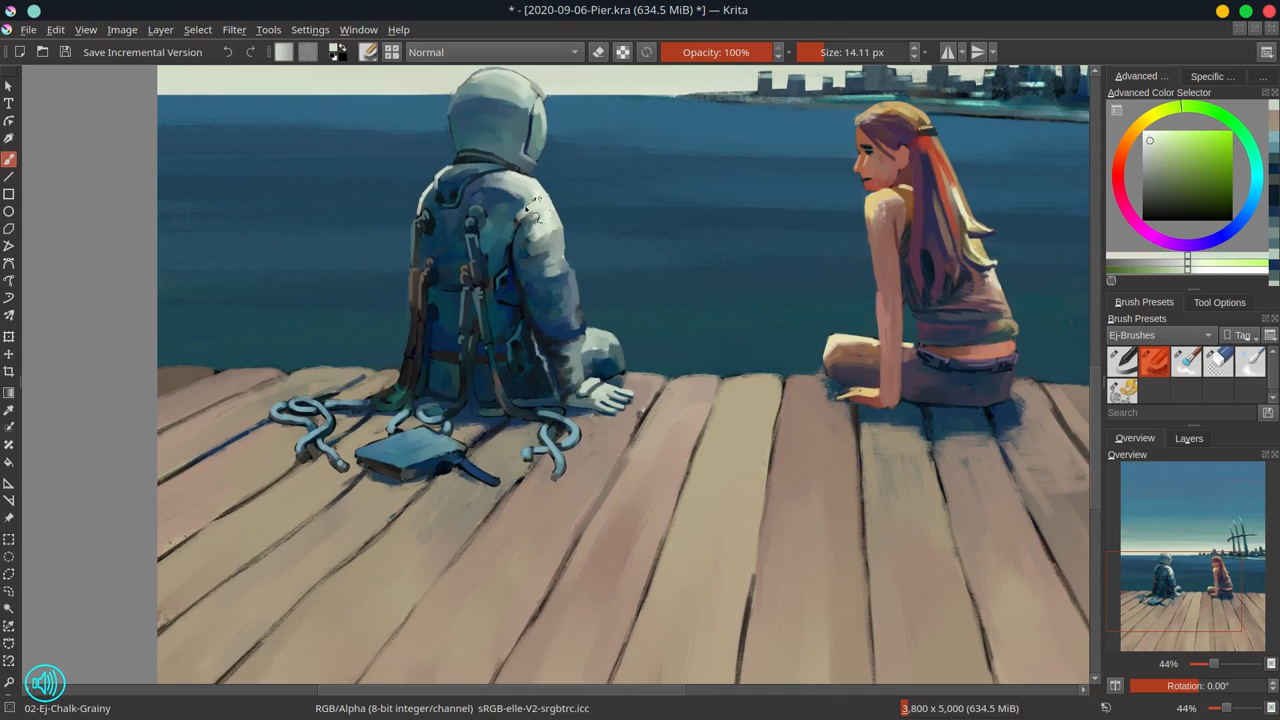 * - [2020-09-06-Pier.kra (634.5 MiB) *] — Krita
File Edit View Image Layer Select Filter Tools Settings Window Help
Save Incremental Version Normal Opacity: 100% Size: 14.11 px
Advanced ... Specific ... ...
Advanced Color Selector
Brush Presets Tool Options
Brush Presets
Ej-Brushes Tag
Search
Overview Layers
Overview
44%
Rotation: 0.00°
02-Ej-Chalk-Grainy RGB/Alpha (8-bit integer/channel) sRGB-elle-V2-srgbtrc.icc 3,800 x 5,000 (634.5 MiB) 44%